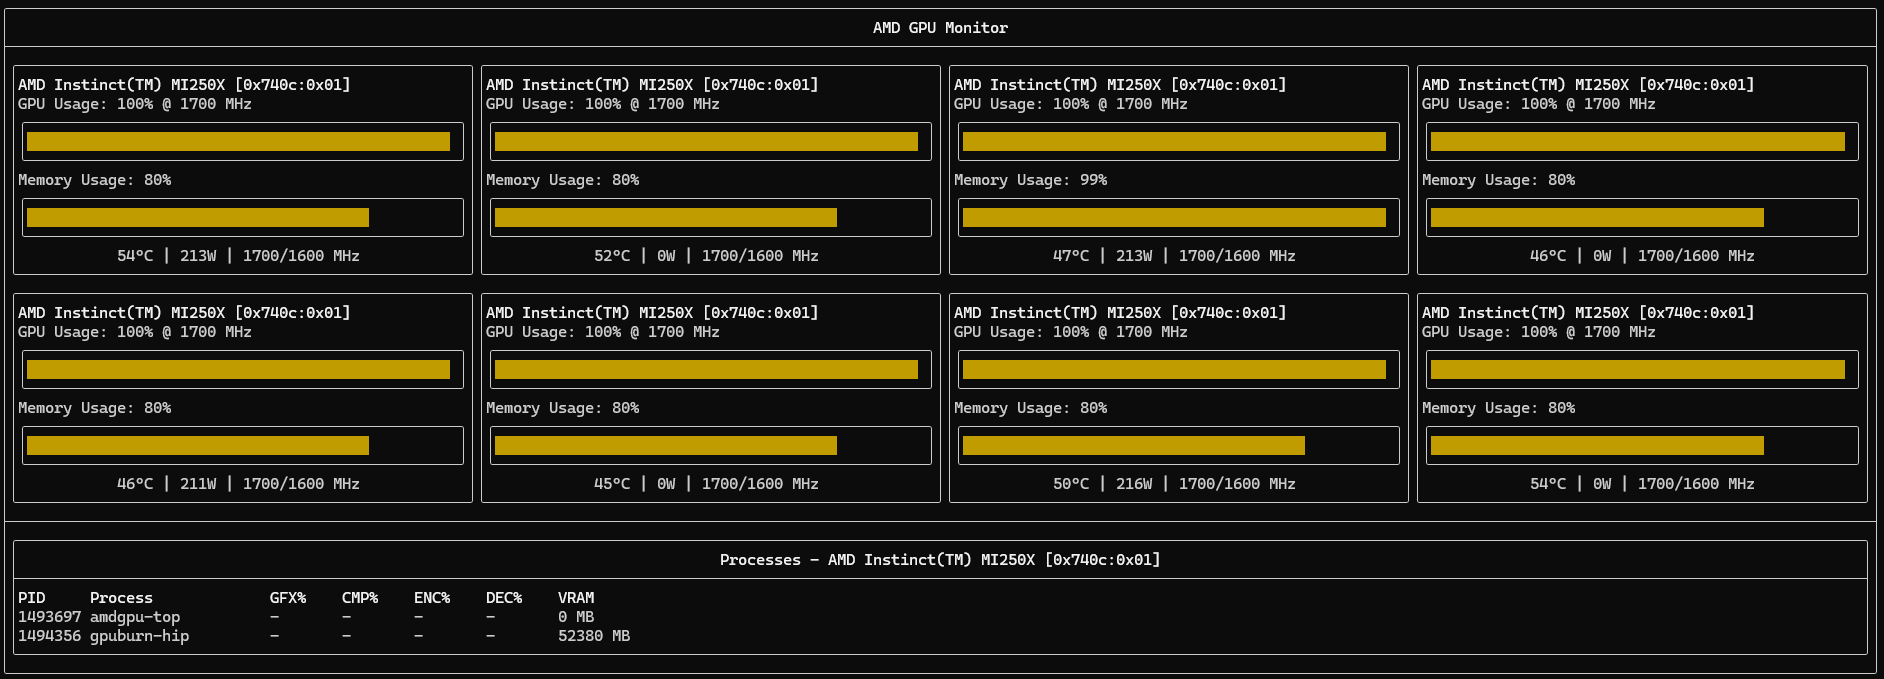 AMD GPU Monitor
AMD Instinct(TM) MI250X [0x740c:0x01]
GPU Usage: 100% @ 1700 MHz
Memory Usage: 80%
54°C | 213W | 1700/1600 MHz
AMD Instinct(TM) MI250X [0x740c:0x01]
GPU Usage: 100% @ 1700 MHz
Memory Usage: 80%
52°C | 0W | 1700/1600 MHz
AMD Instinct(TM) MI250X [0x740c:0x01]
GPU Usage: 100% @ 1700 MHz
Memory Usage: 99%
47°C | 213W | 1700/1600 MHz
AMD Instinct(TM) MI250X [0x740c:0x01]
GPU Usage: 100% @ 1700 MHz
Memory Usage: 80%
46°C | 0W | 1700/1600 MHz
AMD Instinct(TM) MI250X [0x740c:0x01]
GPU Usage: 100% @ 1700 MHz
Memory Usage: 80%
46°C | 211W | 1700/1600 MHz
AMD Instinct(TM) MI250X [0x740c:0x01]
GPU Usage: 100% @ 1700 MHz
Memory Usage: 80%
45°C | 0W | 1700/1600 MHz
AMD Instinct(TM) MI250X [0x740c:0x01]
GPU Usage: 100% @ 1700 MHz
Memory Usage: 80%
50°C | 216W | 1700/1600 MHz
AMD Instinct(TM) MI250X [0x740c:0x01]
GPU Usage: 100% @ 1700 MHz
Memory Usage: 80%
54°C | 0W | 1700/1600 MHz
Processes - AMD Instinct(TM) MI250X [0x740c:0x01]
PID Process GFX% CMP% ENC% DEC% VRAM
1493697 amdgpu-top - - - - 0 MB
1494356 gpuburn-hip - - - - 52380 MB